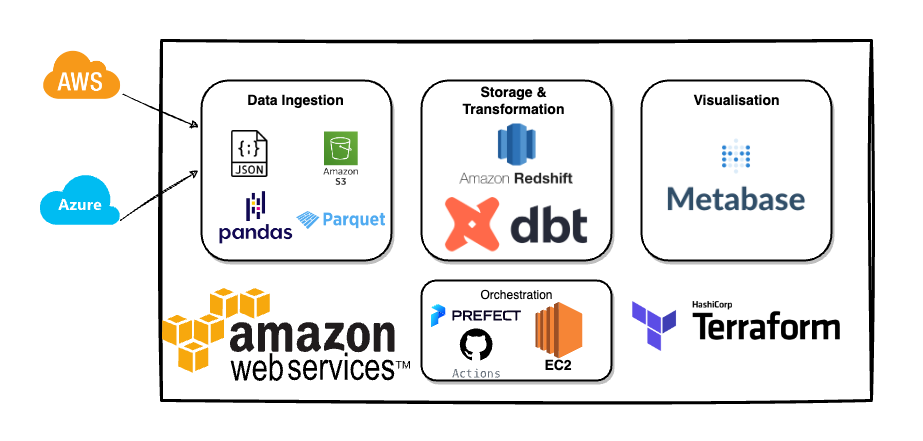 AWS
Azure
Data Ingestion
{:}
JSON
Amazon
S3
pandas
Parquet
Storage &
Transformation
Amazon Redshift
dbt
Visualisation
Metabase
amazon
web services™
Orchestration
PREFECT
Actions
EC2
HashiCorp
Terraform